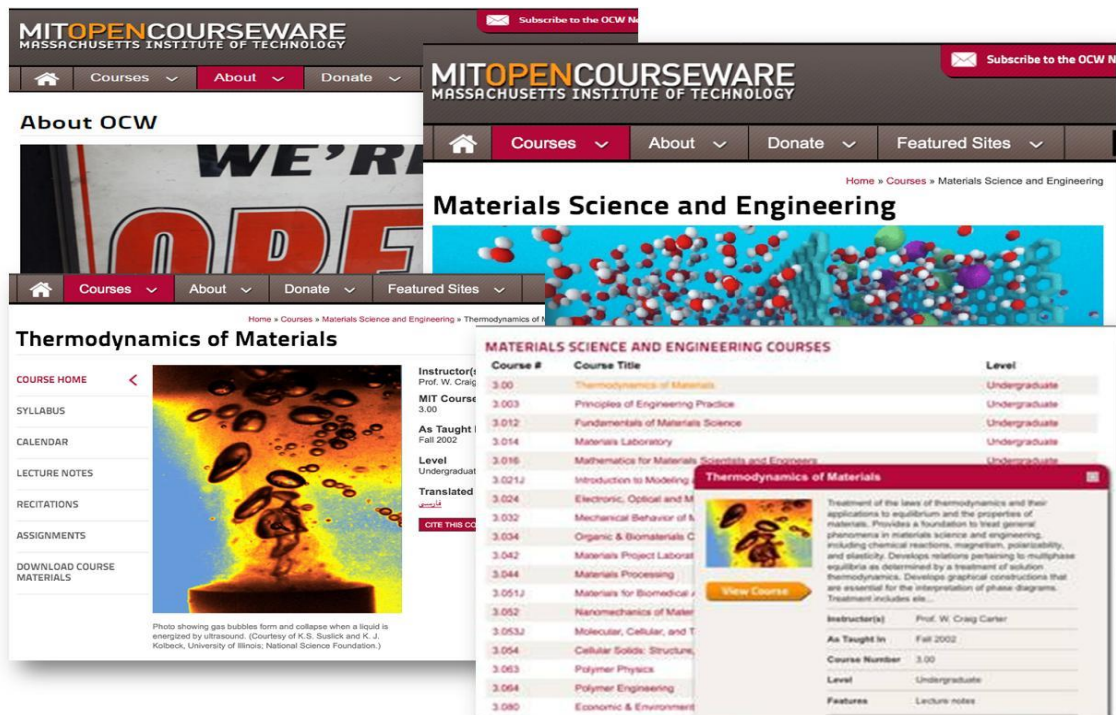 MITOPENCOURSEWARE
MASSACHUSETTS INSTITUTE OF TECHNOLOGY
Subscribe to the OCW Ne
Courses About Donate
About OCW
WE'RE
OPE
MITOPENCOURSEWARE
MASSACHUSETTS INSTITUTE OF TECHNOLOGY
Subscribe to the OCW N
Courses About Donate Featured Sites
Home » Courses » Materials Science and Engineering
Materials Science and Engineering
Courses About Donate Featured Sites
Home » Courses » Materials Science and Engineering » Thermodynamics of M
Thermodynamics of Materials
COURSE HOME
SYLLABUS
CALENDAR
LECTURE NOTES
RECITATIONS
ASSIGNMENTS
DOWNLOAD COURSE
MATERIALS
Photo showing gas bubbles form and collapse when a liquid is
energized by ultrasound. (Courtesy of K.S. Suslick and K. J.
Kolbeck, University of Illinois; National Science Foundation.)
Instructor(s
Prof. W. Craig
MIT Course
3.00
As Taught I
Fall 2002
Level
Undergraduat
Translated
فارسی
CITE THIS CO
MATERIALS SCIENCE AND ENGINEERING COURSES
Course # Course Title Level
3.00 Thermodynamics of Materials Undergraduate
3.003 Principles of Engineering Practice Undergraduate
3.012 Fundamentals of Materials Science Undergraduate
3.014 Materials Laboratory Undergraduate
3.016 Mathematics for Materials Scientists and Engineers Undergraduate
3.021J Introduction to Modeling
3.024 Electronic, Optical and M
3.032 Mechanical Behavior of M
3.034 Organic & Biomaterials C
3.042 Materials Project Laborat
3.044 Materials Processing
3.051J Materials for Biomedical
3.052 Nanomechanics of Mater
3.053J Molecular, Cellular, and T
3.054 Cellular Solids: Structure,
3.063 Polymer Physics
3.064 Polymer Engineering
3.080 Economic & Environment
Thermodynamics of Materials
View Course
Treatment of the laws of thermodynamics and their
applications to equilibrium and the properties of
materials. Provides a foundation to treat general
phenomena in materials science and engineering,
including chemical reactions, magnetism, polarizability,
and elasticity. Develops relations pertaining to multiphase
equilibria as determined by a treatment of solution
thermodynamics. Develops graphical constructions that
are essential for the interpretation of phase diagrams.
Treatment includes ele...
Instructor(s) Prof. W. Craig Carter
As Taught In Fall 2002
Course Number 3.00
Level Undergraduate
Features Lecture notes